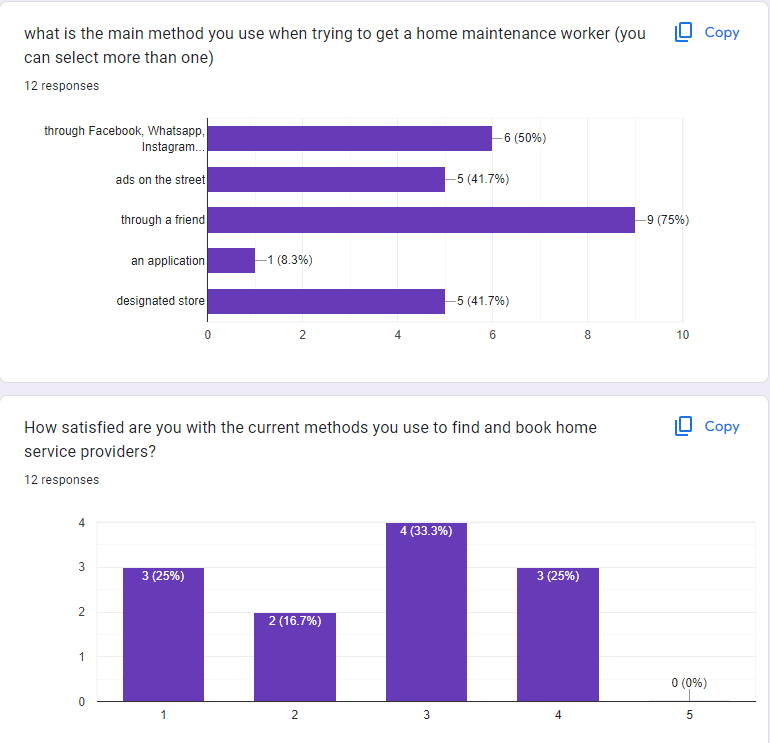 what is the main method you use when trying to get a home maintenance worker (you
can select more than one)
Copy
12 responses
through Facebook, Whatsapp,
Instagram...
6 (50%)
ads on the street
5 (41.7%)
through a friend
9 (75%)
an application
1 (8.3%)
designated store
5 (41.7%)
0 2 4 6 8 10
How satisfied are you with the current methods you use to find and book home
service providers?
Copy
12 responses
4
3
2
1
0
3 (25%)
2 (16.7%)
4 (33.3%)
3 (25%)
0 (0%)
1 2 3 4 5